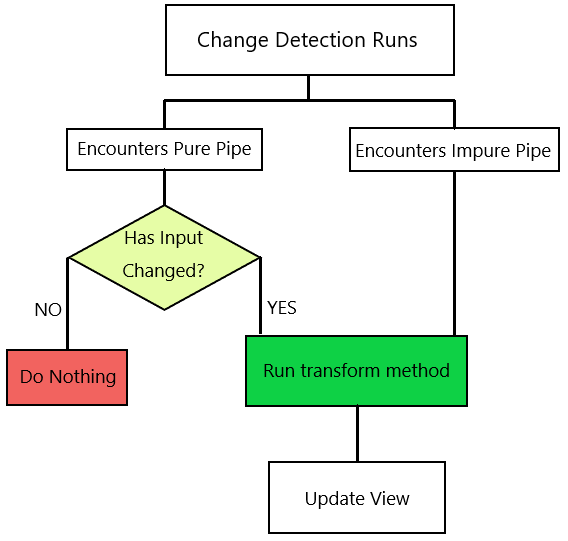 Change Detection Runs
Encounters Pure Pipe
Encounters Impure Pipe
Has Input
Changed?
NO
YES
Do Nothing
Run transform method
Update View